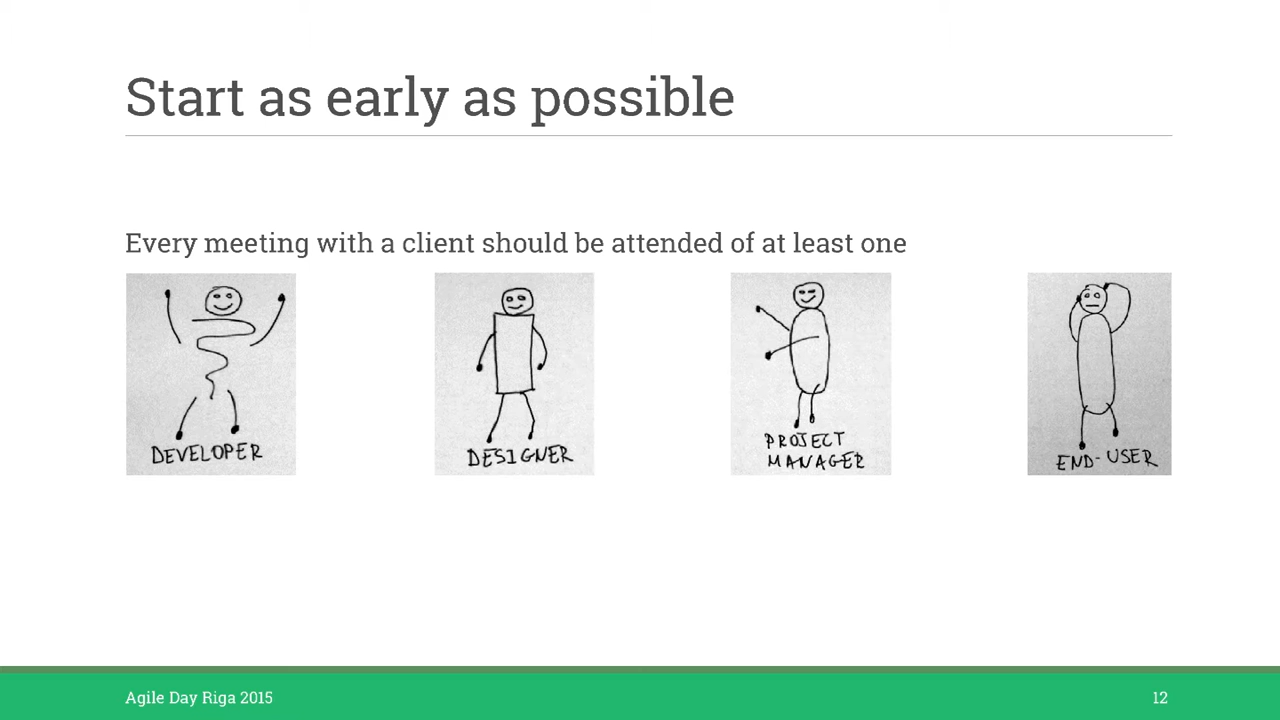 Start as early as possible
Every meeting with a client should be attended of at least one
DEVELOPER
DESIGNER
PROJECT
MANAGER
END-USER
Agile Day Riga 2015
12